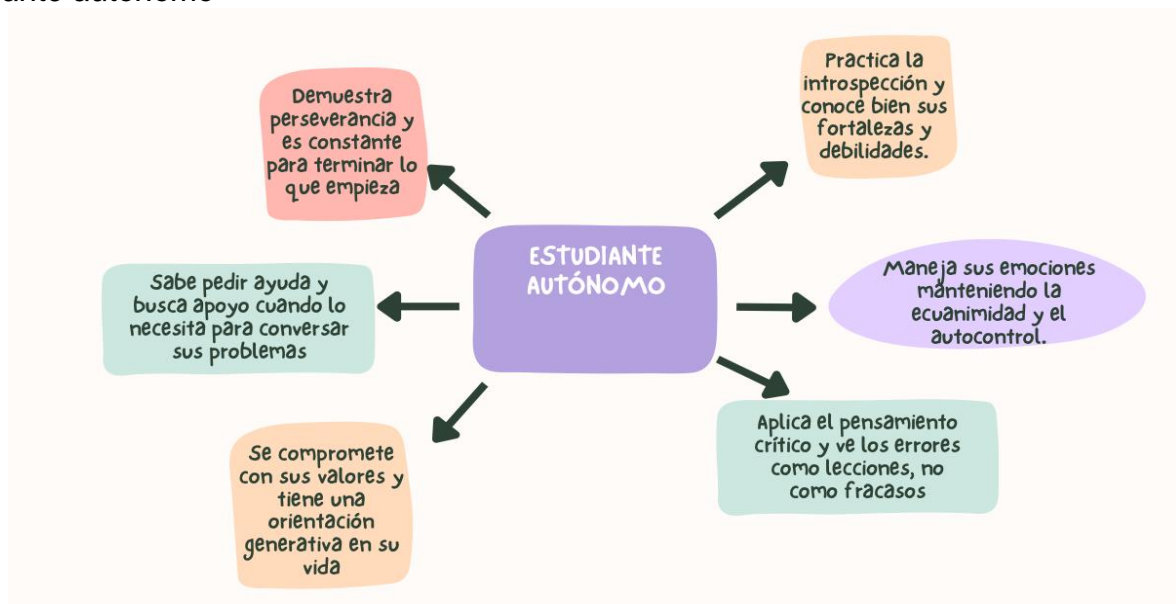 autónomo
Demuestra
perseverancia y
es constante
para terminar lo
que empieza
Practica la
introspección y
conoce bien sus
fortalezas y
debilidades.
ESTUDIANTE
AUTÓNOMO
Sabe pedir ayuda y
busca apoyo cuando lo
necesita para conversar
sus problemas
Maneja sus emociones
manteniendo la
ecuanimidad y el
autocontrol.
Se compromete
con sus valores y
tiene una
orientación
generativa en su
vida
Aplica el pensamiento
crítico y ve los errores
como lecciones, no
como fracasos